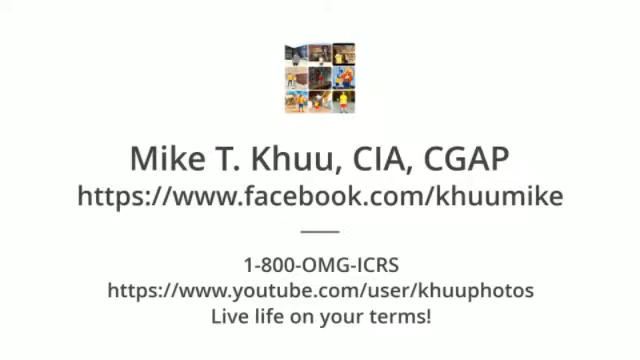 Mike T. Khuu, CIA, CGAP
https://www.facebook.com/khuumike
1-800-OMG-ICRS
https://www.youtube.com/user/khuuphotos
Live life on your terms!